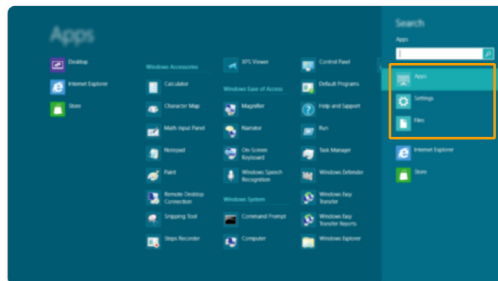 Apps
Desktop
Internet Explorer
Store
Windows Accessories
Calculator
Character Map
Math Input Panel
Notepad
Paint
Remote Desktop
Connection
Snipping Tool
Steps Recorder
XPS Viewer
Windows Ease of Access
Magnifier
Narrator
On-Screen
Keyboard
Windows Speech
Recognition
Windows System
Command Prompt
Computer
Control Panel
Default Programs
Help and Support
Run
Task Manager
Windows Defender
Windows Easy
Transfer
Windows Easy
Transfer Reports
Windows Explorer
Search
Apps
Apps
Settings
Files
Internet Explorer
Store